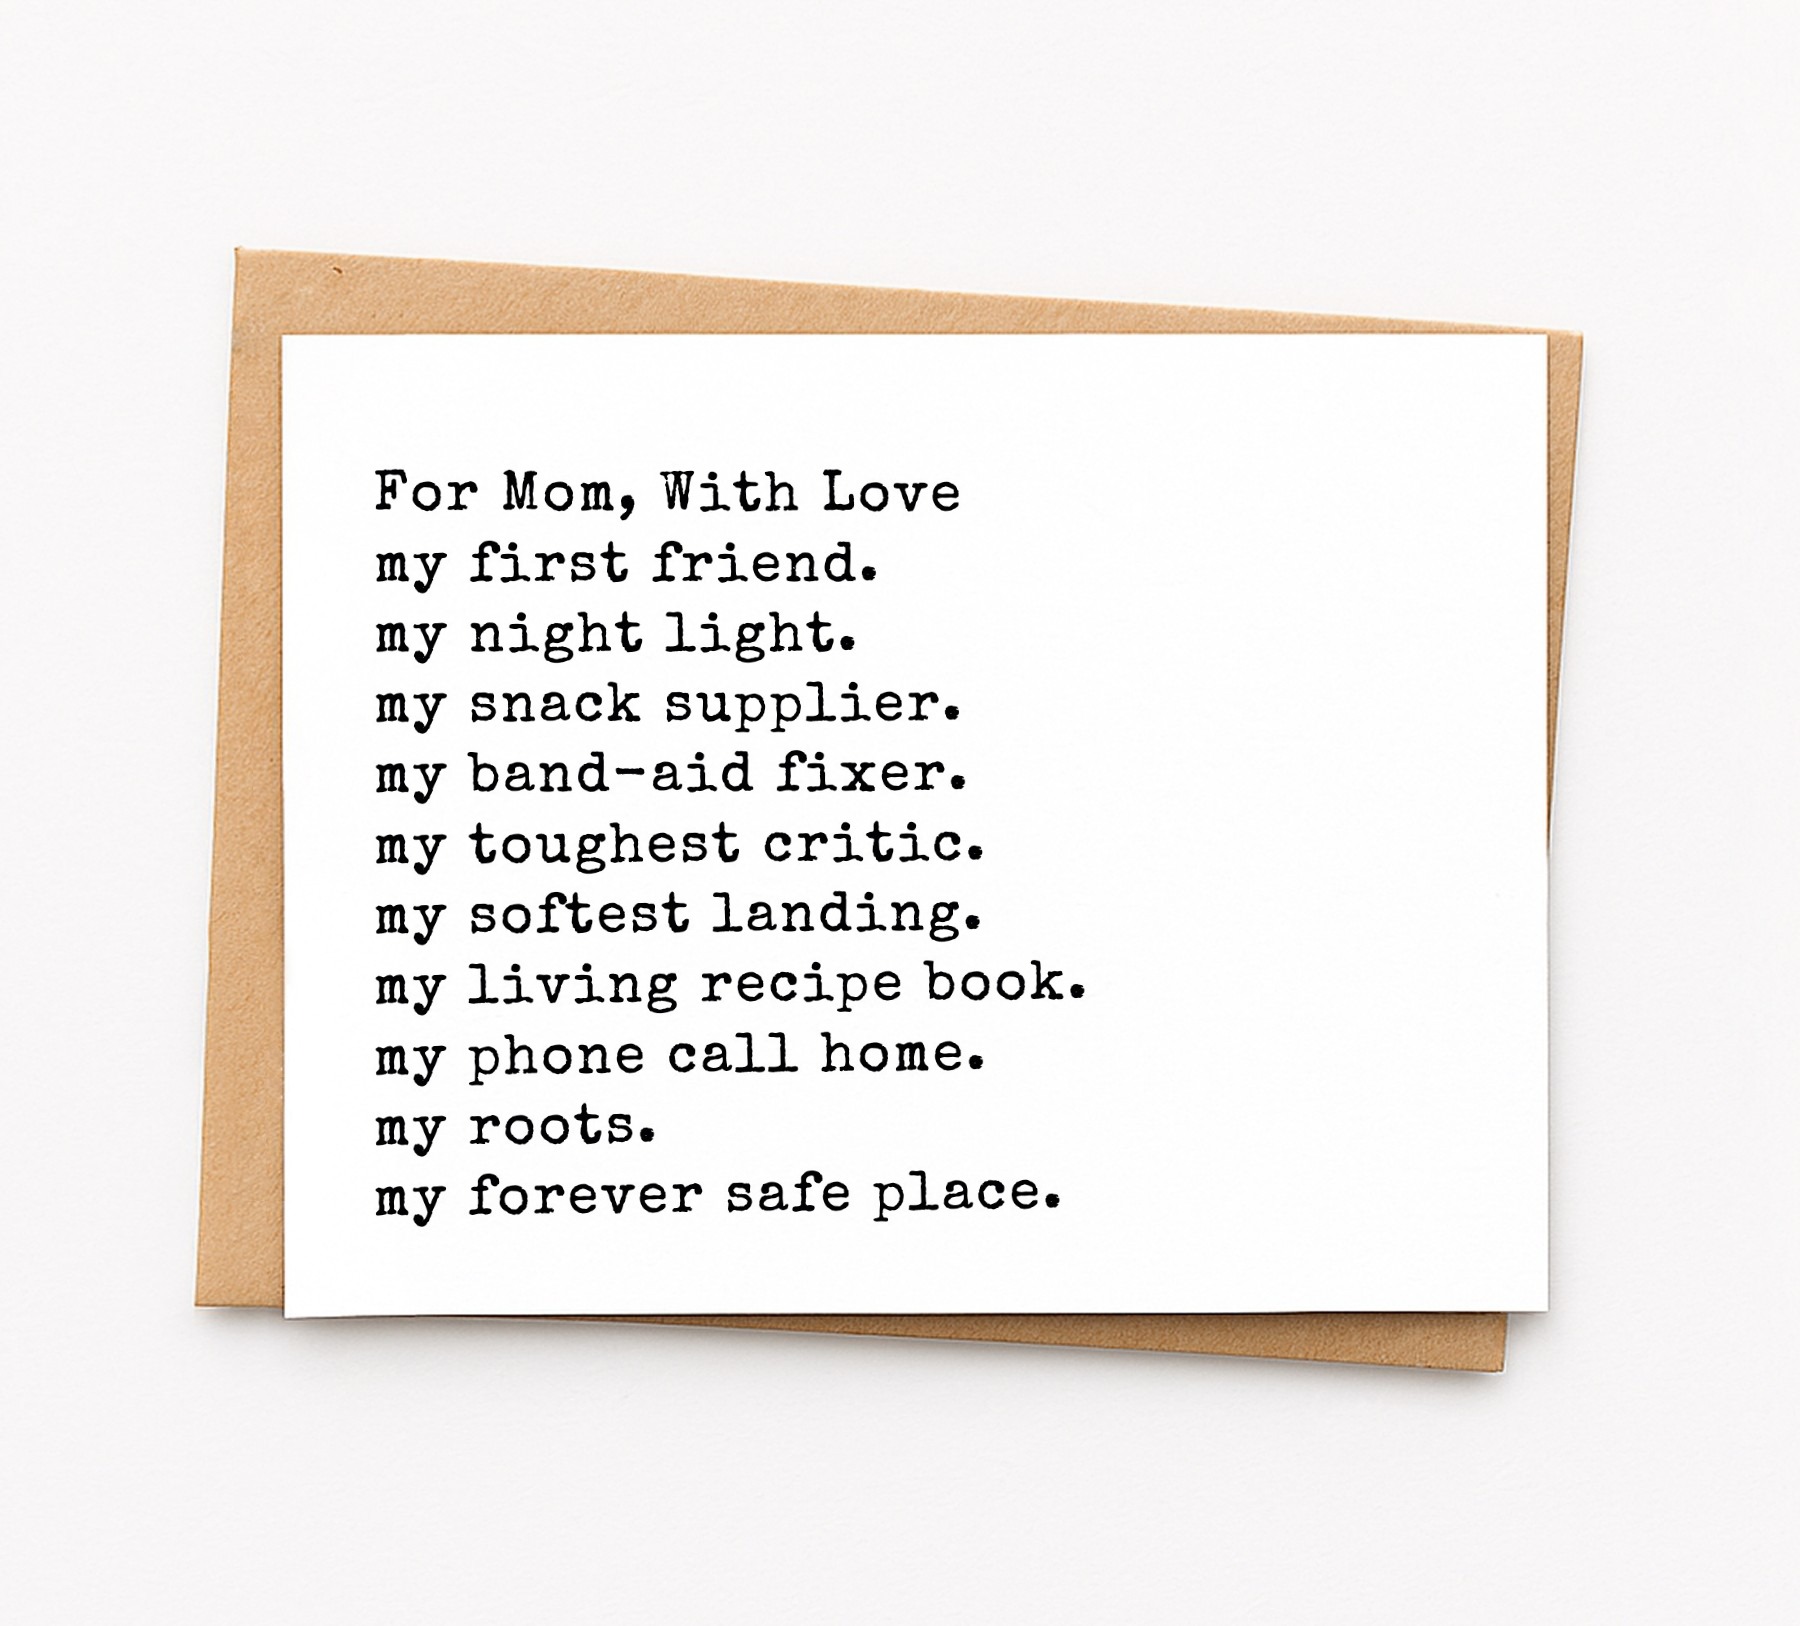 For Mom, With Love
my first friend.
my night light.
my snack supplier.
my band-aid fixer.
my toughest critic.
my softest landing.
my living recipe book.
my phone call home.
my roots.
my forever safe place.